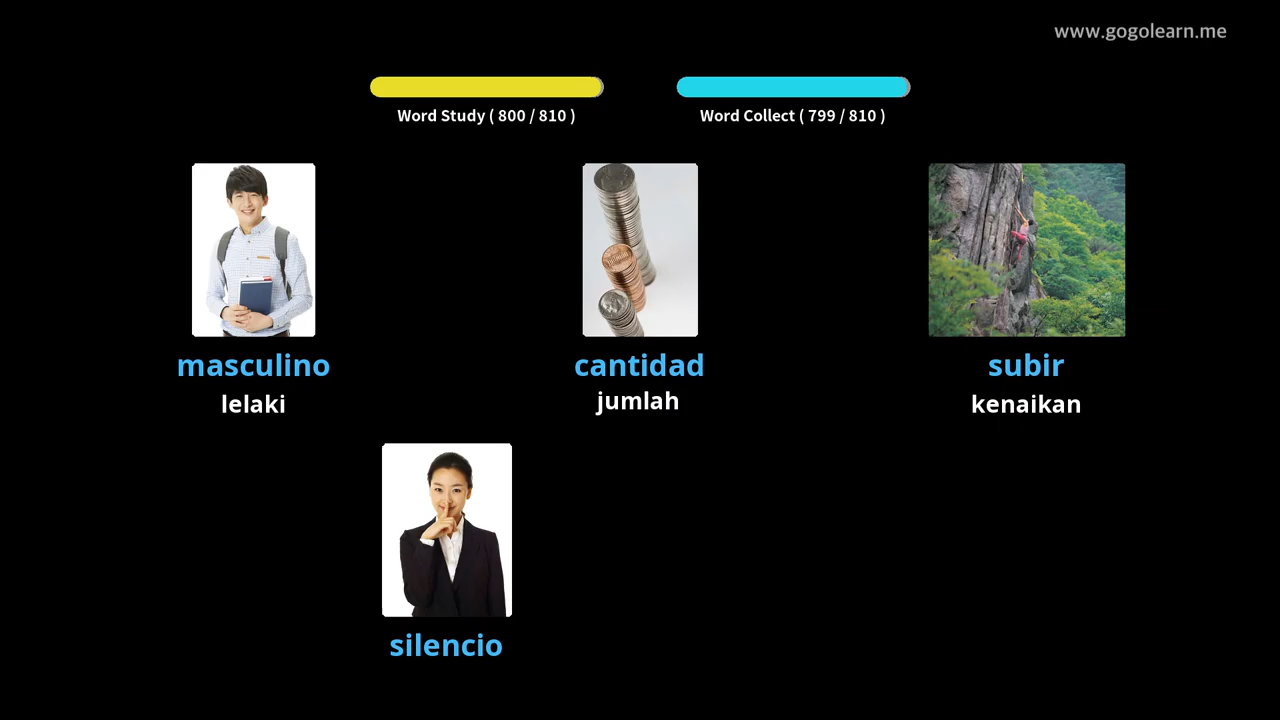 www.gogolearn.me
Word Study ( 800 / 810 )
Word Collect ( 799 / 810 )
masculino
lelaki
cantidad
jumlah
subir
kenaikan
silencio